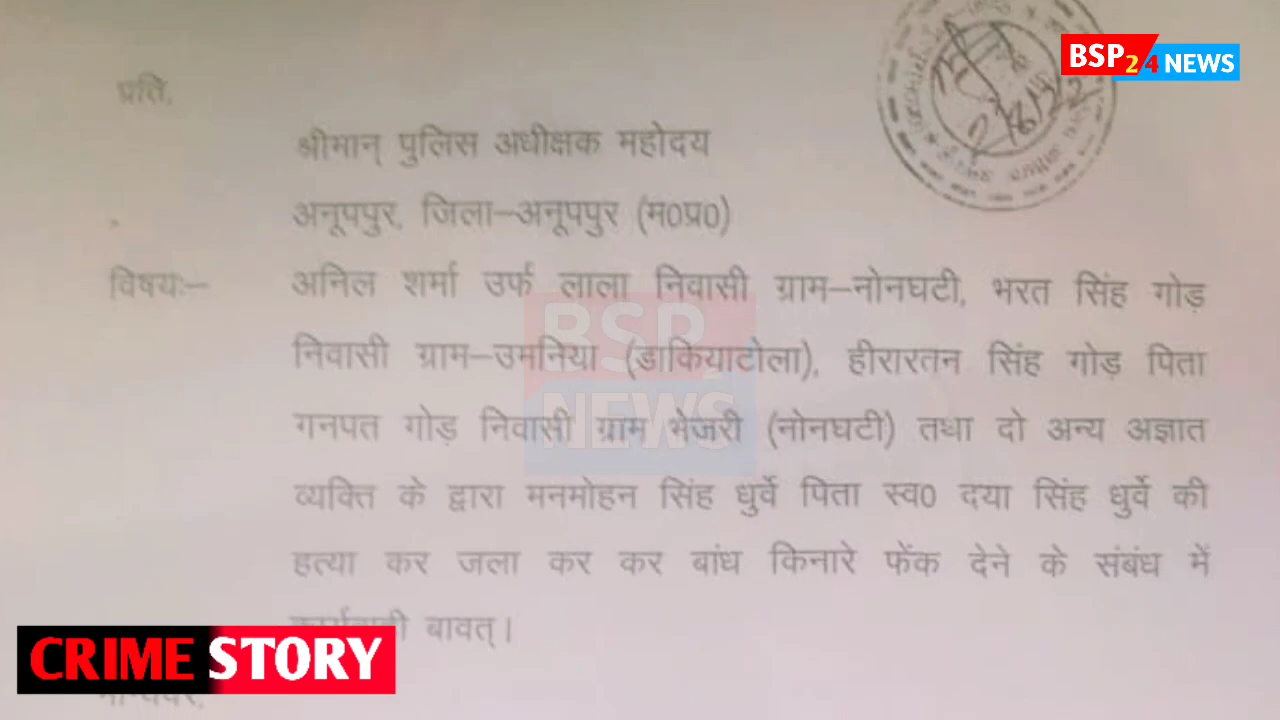 BSP24 NEWS
प्रति,
श्रीमान् पुलिस अधीक्षक महोदय
अनूपपुर, जिला–अनूपपुर (म0प्र0)
विषयः– अनिल शर्मा उर्फ लाला निवासी ग्राम–नोनघटी, भरत सिंह गोड़
निवासी ग्राम–उमनिया (डाकियाटोला), हीरारतन सिंह गोड़ पिता
गनपत गोड़ निवासी ग्राम भेजरी (नोनघटी) तथा दो अन्य अज्ञात
व्यक्ति के द्वारा मनमोहन सिंह धुर्वे पिता स्व0 दया सिंह धुर्वे की
हत्या कर जला कर कर बांध किनारे फेंक देने के संबंध में
बावत्।
BSP
NEWS
CRIME STORY